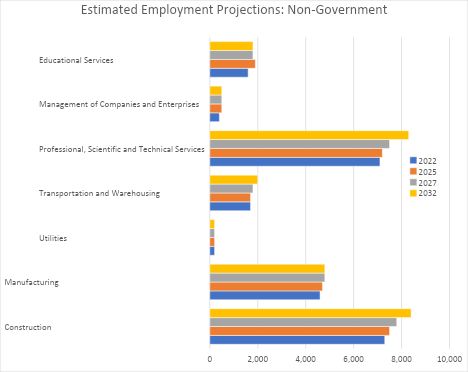 Estimated Employment Projections: Non-Government
Educational Services
Management of Companies and Enterprises
Professional, Scientific and Technical Services
Transportation and Warehousing
Utilities
Manufacturing
Construction
2022
2025
2027
2032
0 2,000 4,000 6,000 8,000 10,000